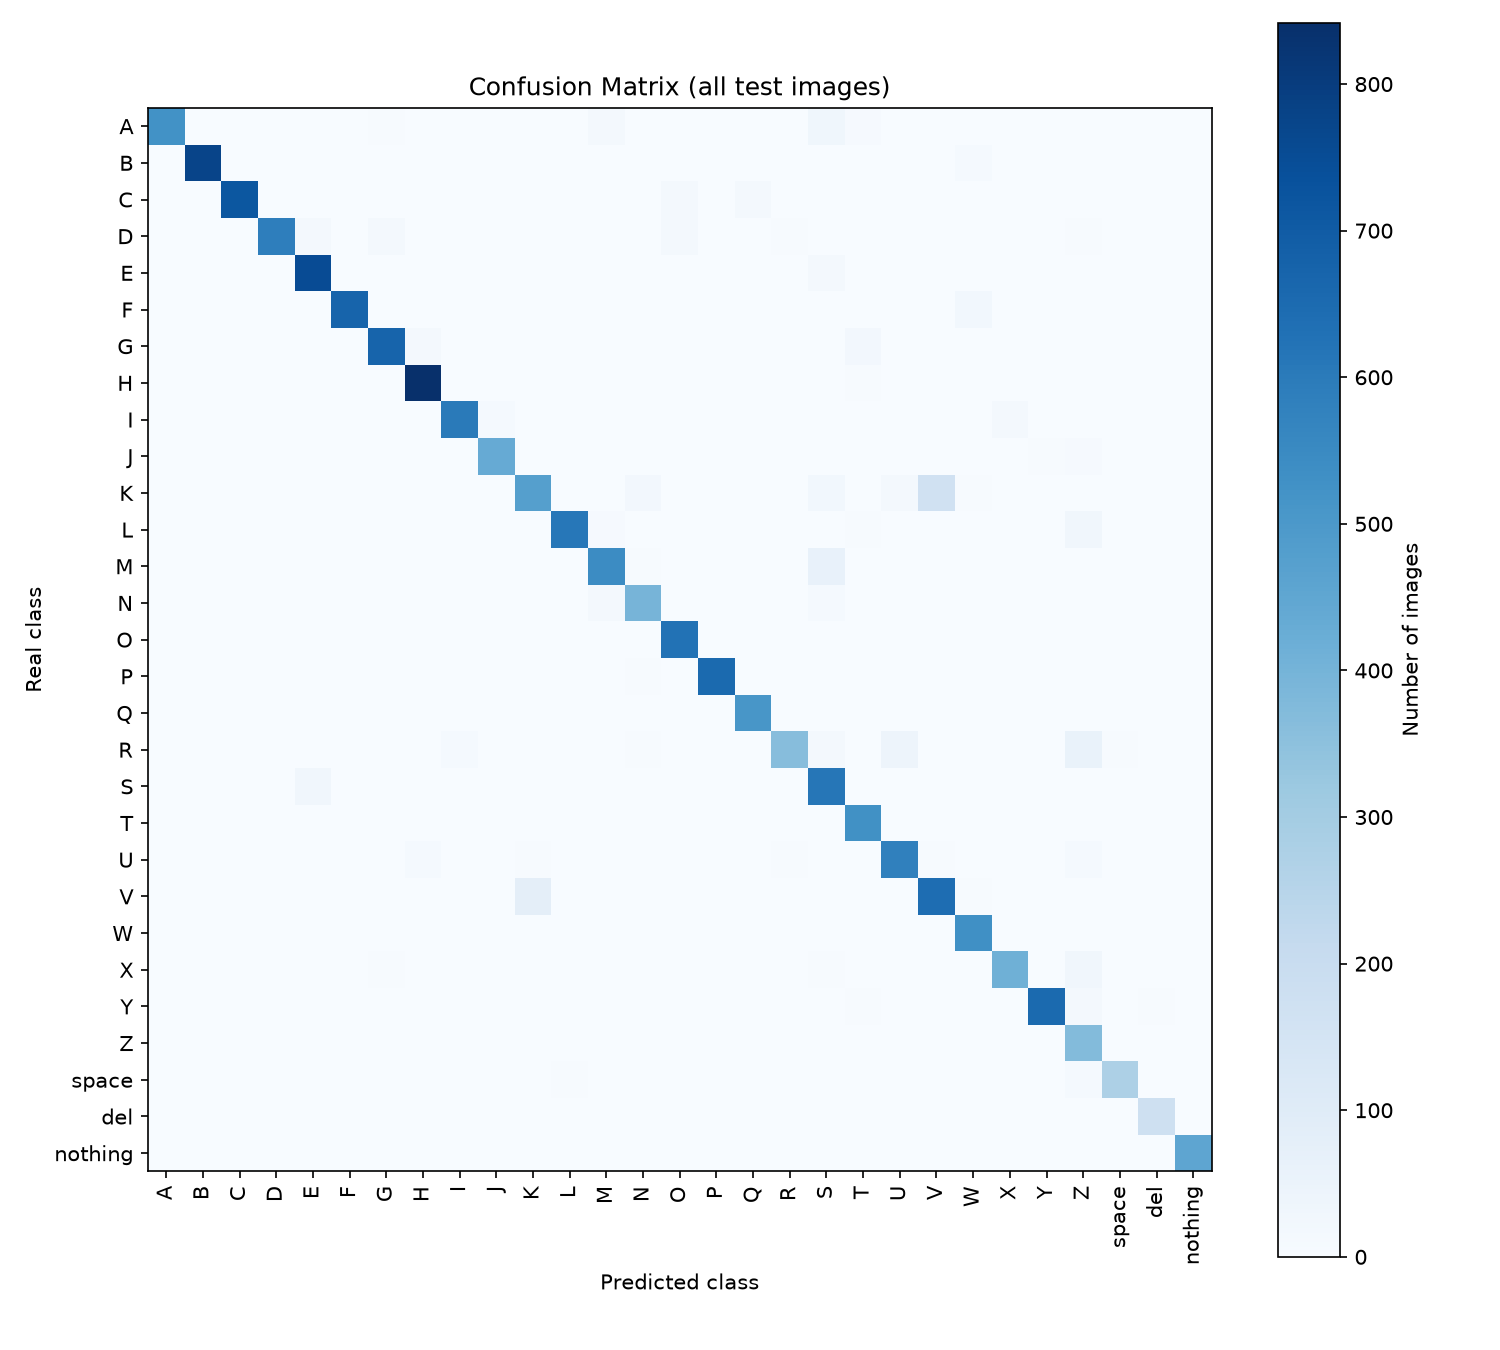 Confusion Matrix (all test images)
Real class
A
B
C
D
E
F
G
H
I
J
K
L
M
N
O
P
Q
R
S
T
U
V
W
X
Y
Z
space
del
nothing
A B C D E F G H I J K L M N O P Q R S T U V W X Y Z space del nothing
Predicted class
800
700
600
500
400
300
200
100
0
Number of images